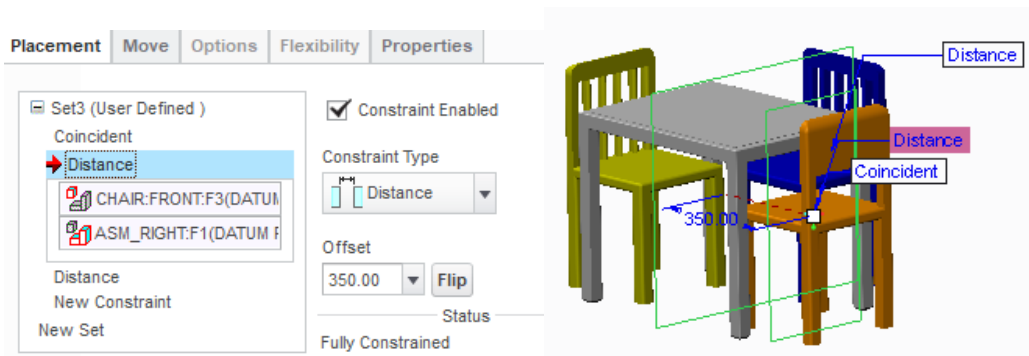 Placement Move Options Flexibility Properties
Set3 (User Defined )
Coincident
Distance
CHAIR:FRONT:F3(DATUM
ASM_RIGHT:F1(DATUM F
Distance
New Constraint
New Set
Constraint Enabled
Constraint Type
Distance
Offset
350.00 Flip
Status
Fully Constrained
Distance
Distance
Coincident
350.00